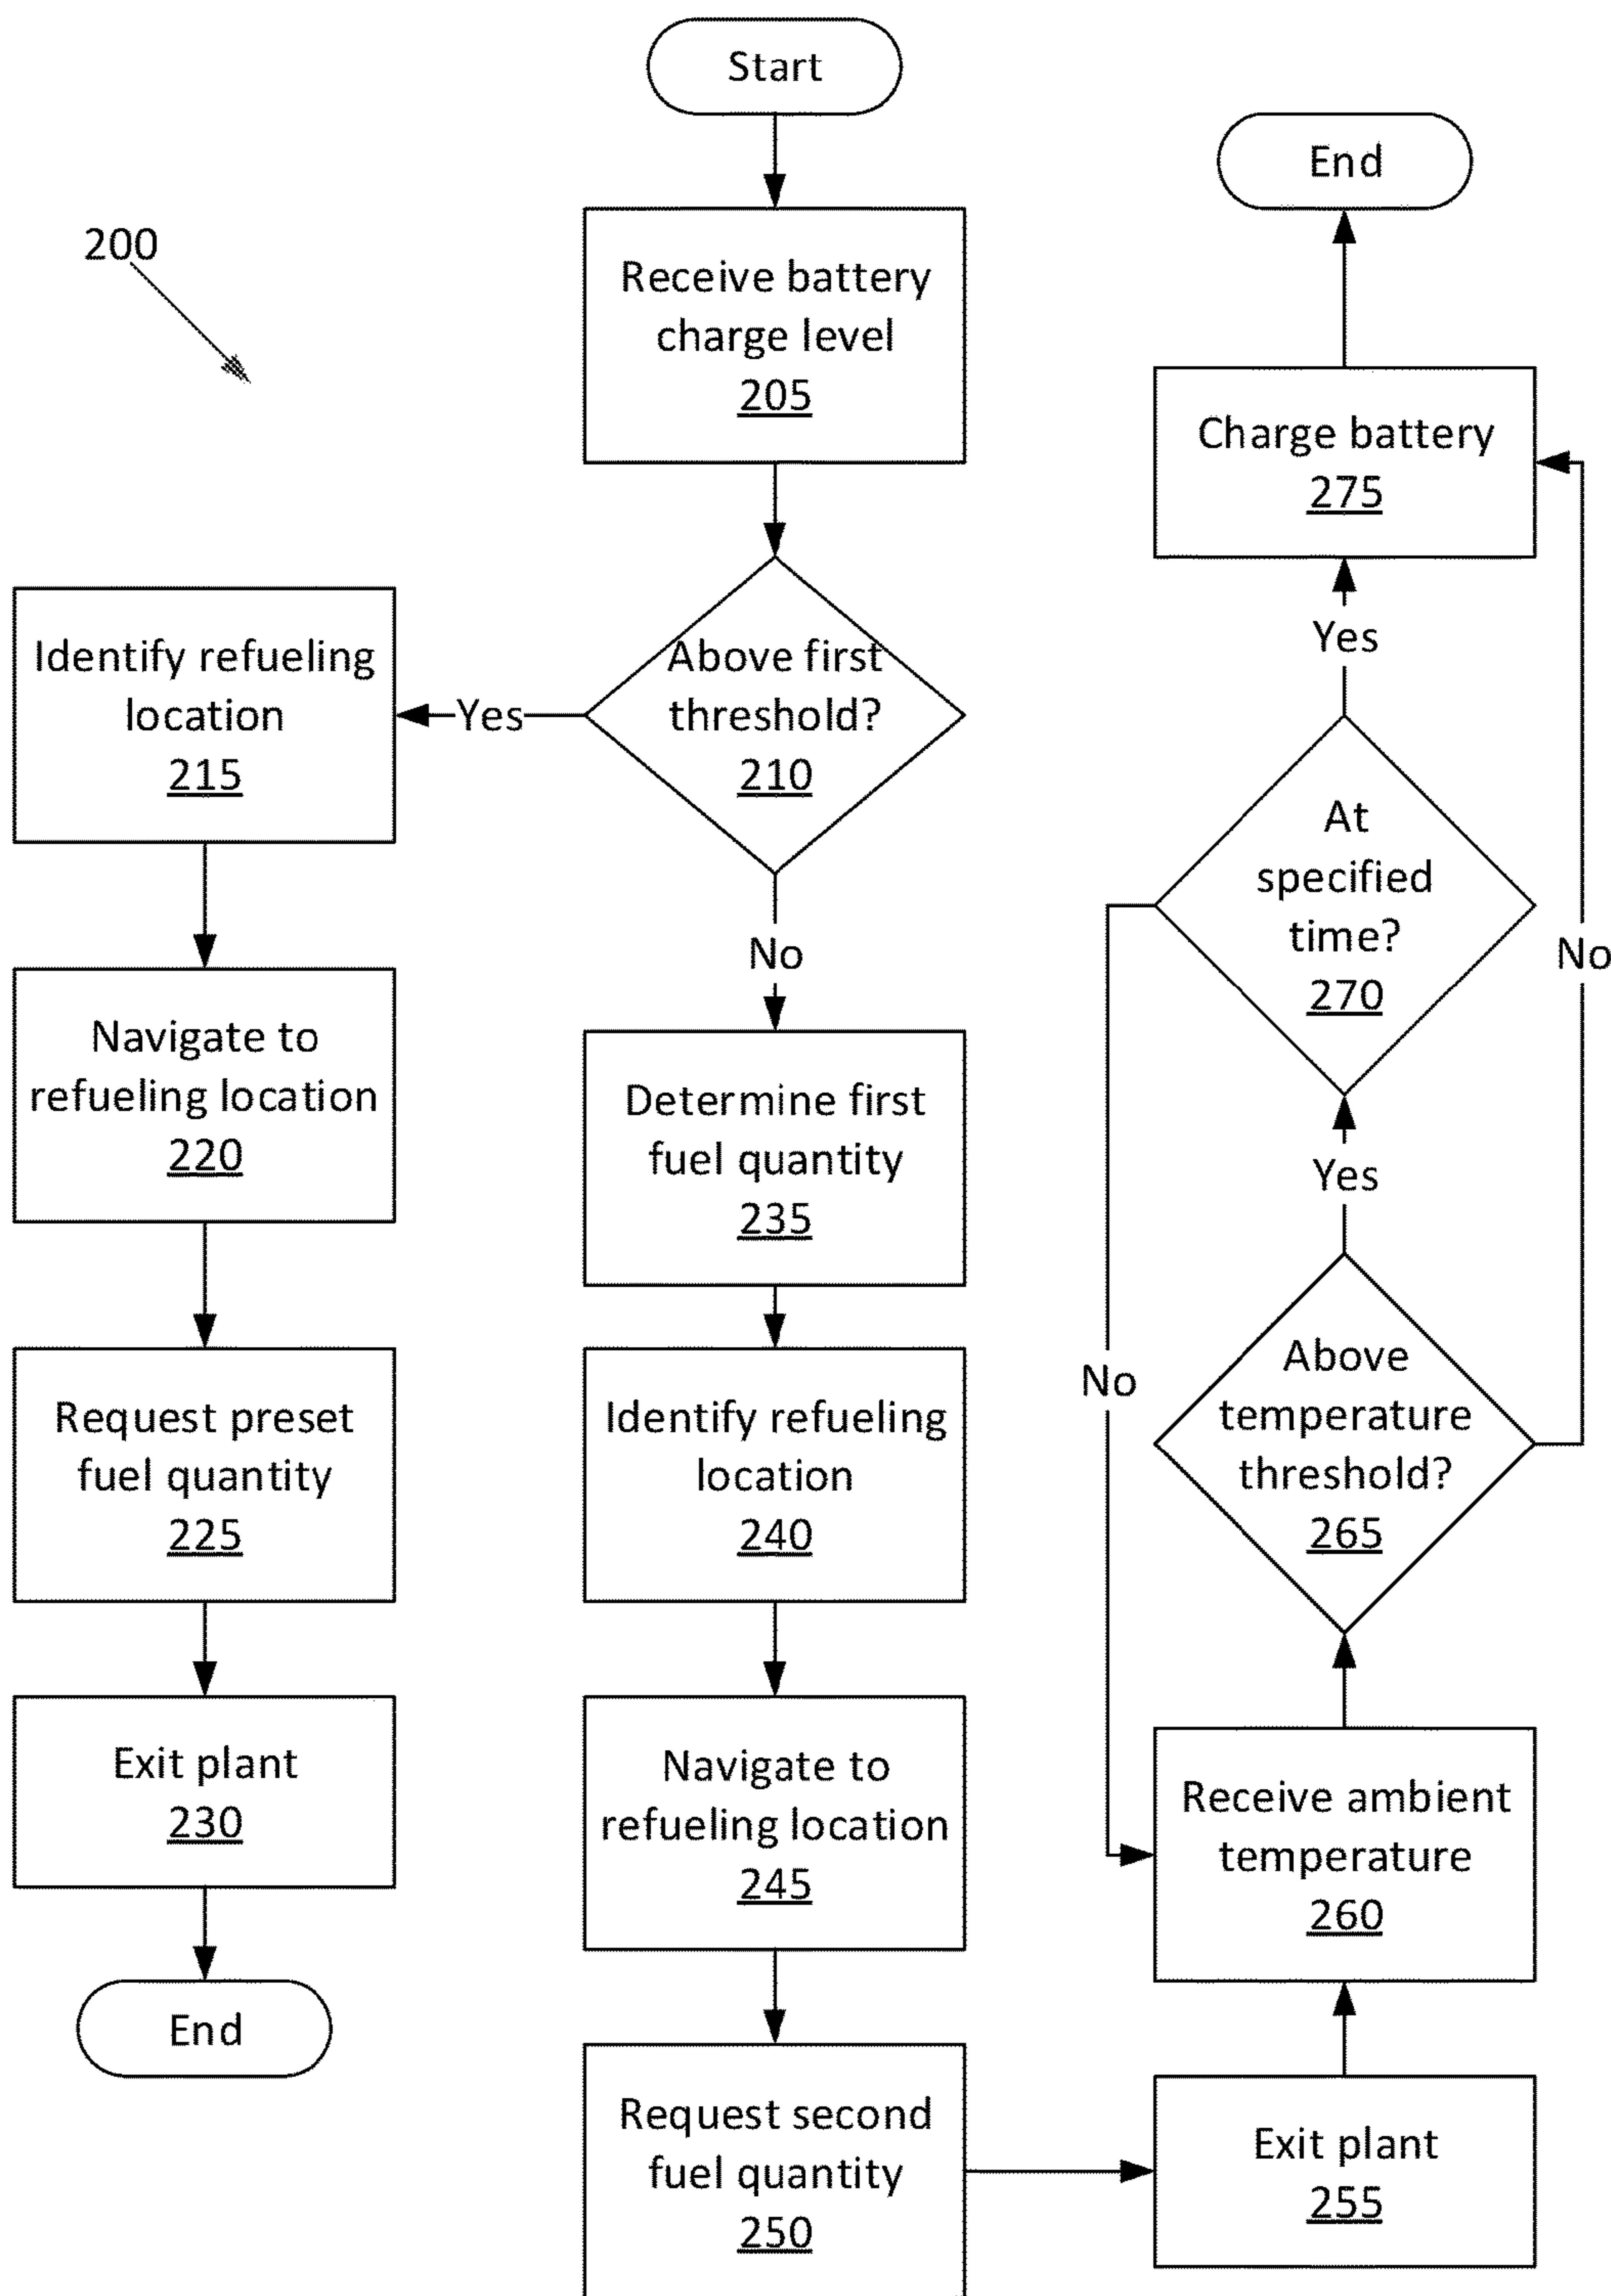 Start
200
Receive battery
charge level
205
Above first
threshold?
210
Yes
Identify refueling
location
215
Navigate to
refueling location
220
Request preset
fuel quantity
225
Exit plant
230
End
No
Determine first
fuel quantity
235
Identify refueling
location
240
Navigate to
refueling location
245
Request second
fuel quantity
250
Exit plant
255
Receive ambient
temperature
260
Above
temperature
threshold?
265
Yes
No
At
specified
time?
270
No
Yes
Charge battery
275
End